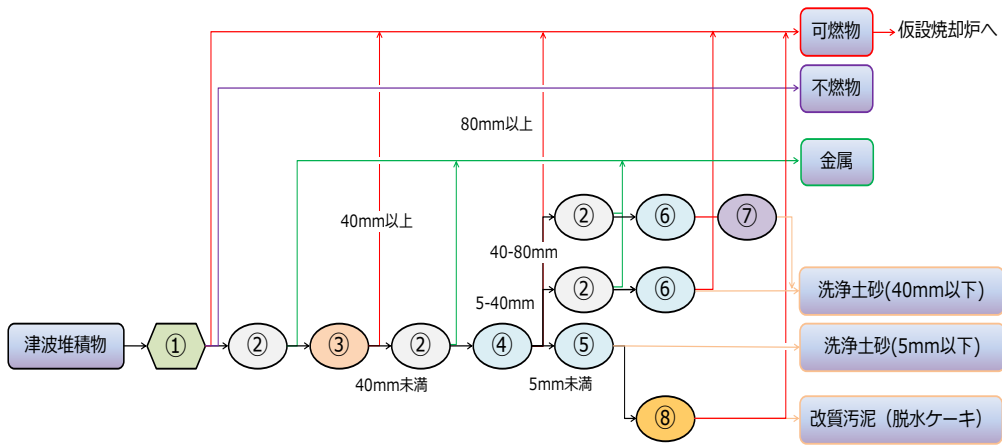 可燃物
仮設焼却炉へ
不燃物
80mm以上
金属
40mm以上
②
⑥
⑦
40-80mm
②
⑥
5-40mm
洗浄土砂(40mm以下)
津波堆積物
①
②
③
②
④
⑤
洗浄土砂(5mm以下)
40mm未満
5mm未満
⑧
改質汚泥（脱水ケーキ）